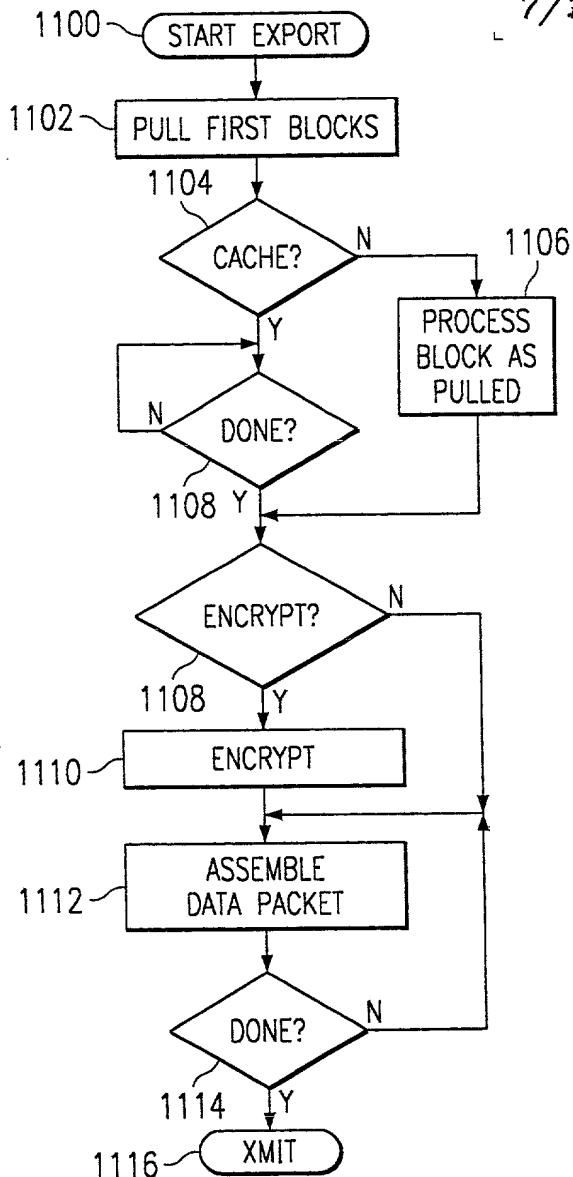 1100 START EXPORT
1102 PULL FIRST BLOCKS
1104
CACHE? N
1106
PROCESS
BLOCK AS
PULLED
Y
N DONE?
1108 Y
ENCRYPT? N
1108 Y
1110 ENCRYPT
1112 ASSEMBLE
DATA PACKET
DONE? N
1114 Y
1116 XMIT